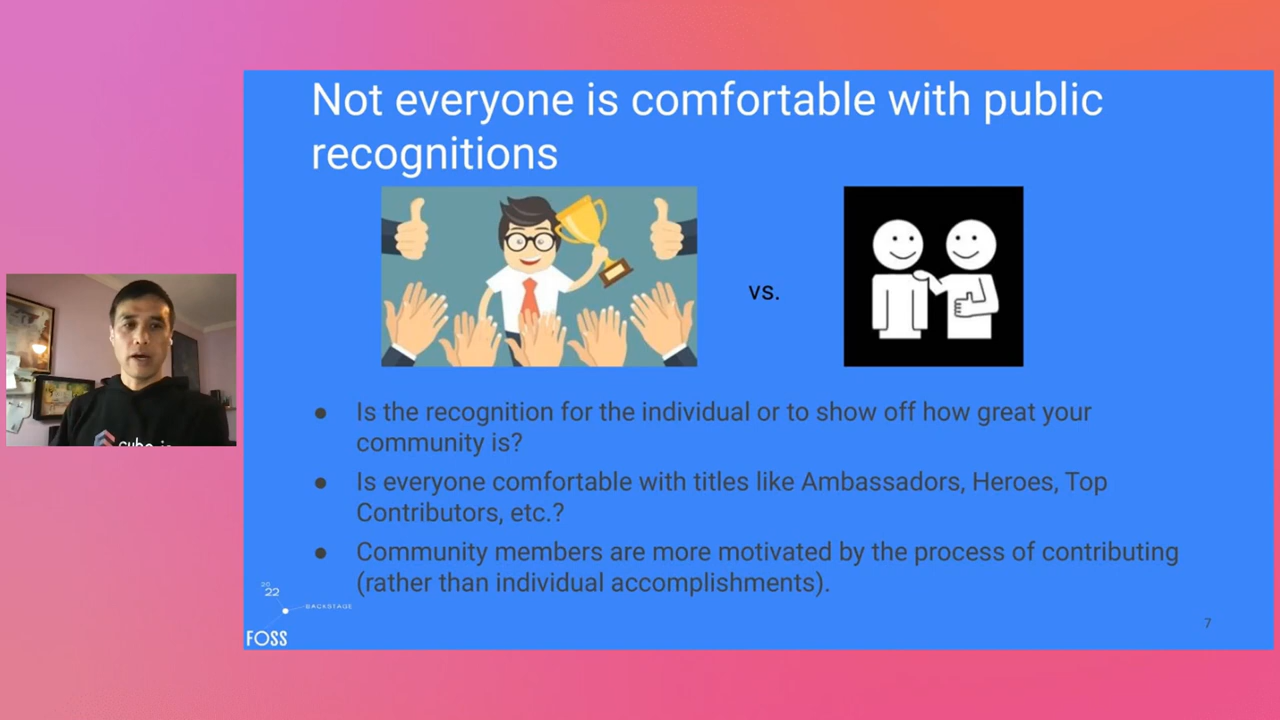 Not everyone is comfortable with public
recognitions
vs.
● Is the recognition for the individual or to show off how great your
community is?
● Is everyone comfortable with titles like Ambassadors, Heroes, Top
Contributors, etc.?
● Community members are more motivated by the process of contributing
(rather than individual accomplishments).
20
22
BACKSTAGE
FOSS
7